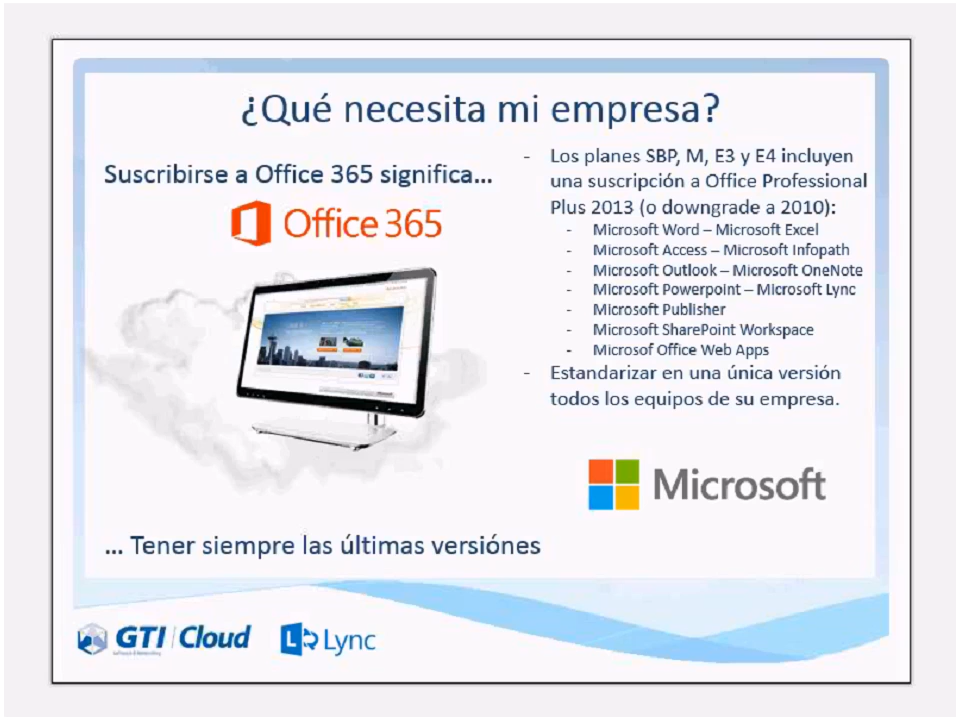 ¿Qué necesita mi empresa?
Suscribirse a Office 365 significa...
Office 365
- Los planes SBP, M, E3 y E4 incluyen
una suscripción a Office Professional
Plus 2013 (o downgrade a 2010):
- Microsoft Word – Microsoft Excel
- Microsoft Access – Microsoft Infopath
- Microsoft Outlook – Microsoft OneNote
- Microsoft Powerpoint – Microsoft Lync
- Microsoft Publisher
- Microsoft SharePoint Workspace
- Microsof Office Web Apps
- Estandarizar en una única versión
todos los equipos de su empresa.
Microsoft
... Tener siempre las últimas versiónes
GTI Cloud
Lync